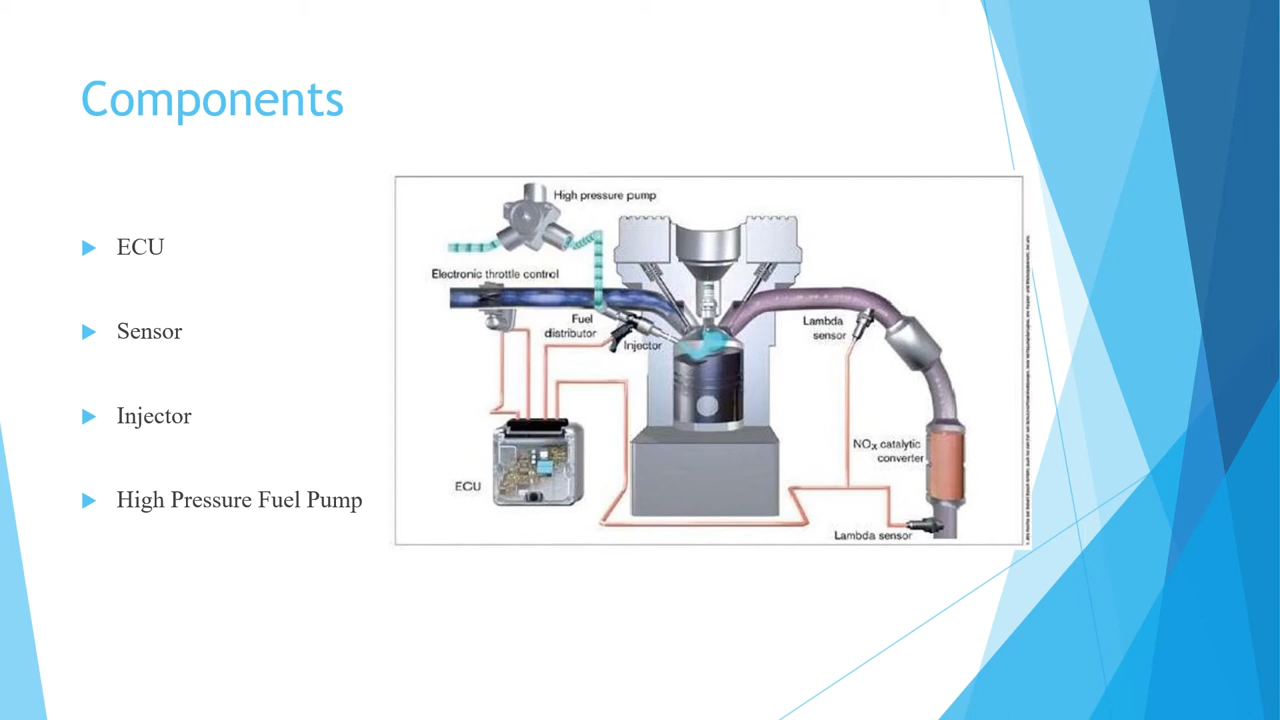 Components
ECU
Sensor
Injector
High Pressure Fuel Pump
High pressure pump
Electronic throttle control
Fuel
distributor
Injector
Lambda
sensor
NOx catalytic
converter
ECU
Lambda sensor